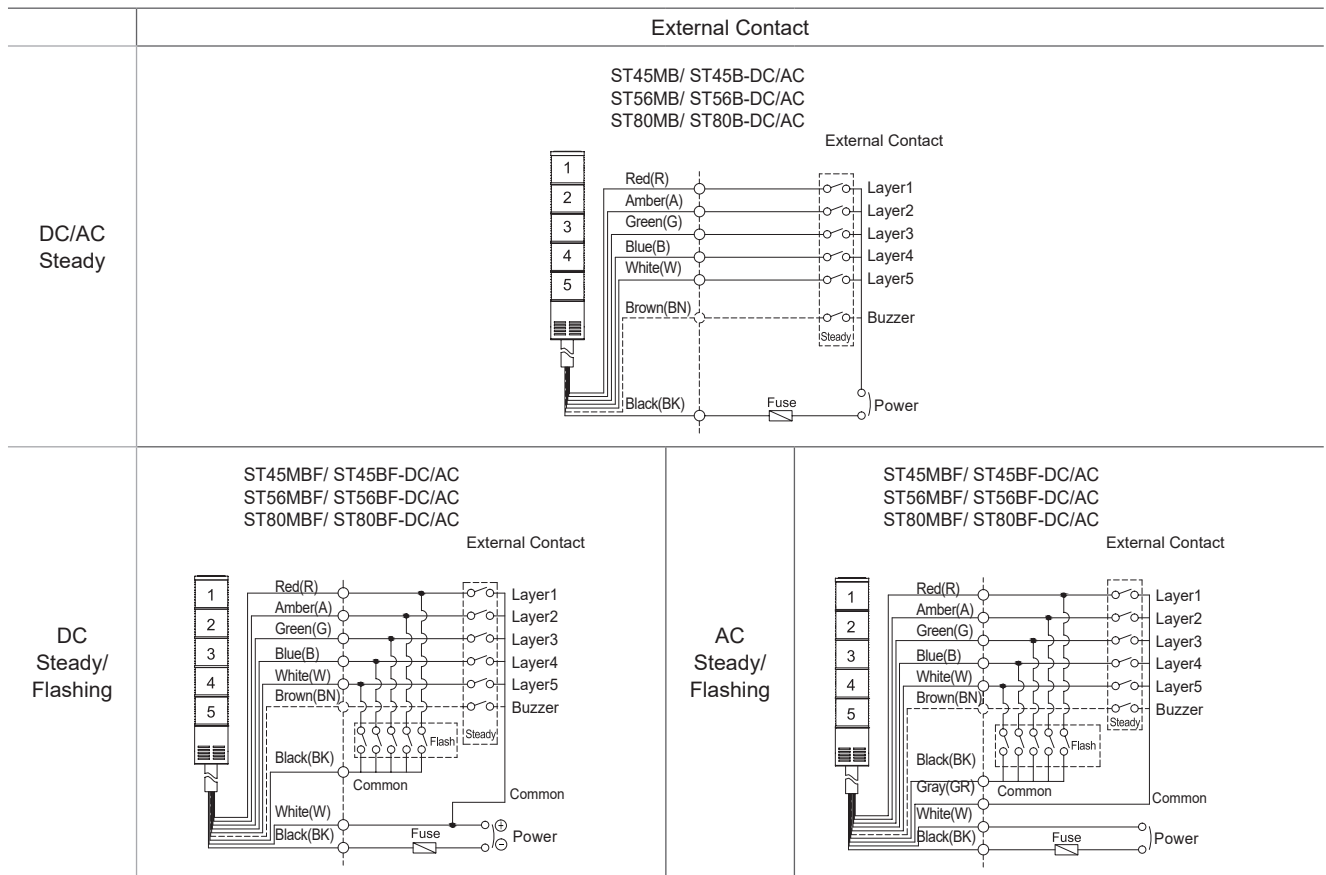 External Contact
DC/AC
Steady
ST45MB/ ST45B-DC/AC
ST56MB/ ST56B-DC/AC
ST80MB/ ST80B-DC/AC
External Contact
1
2
3
4
5
Red(R)
Amber(A)
Green(G)
Blue(B)
White(W)
Brown(BN)
Black(BK)
Layer1
Layer2
Layer3
Layer4
Layer5
Buzzer
Steady
Fuse
Power
DC
Steady/
Flashing
ST45MBF/ ST45BF-DC/AC
ST56MBF/ ST56BF-DC/AC
ST80MBF/ ST80BF-DC/AC
External Contact
1
2
3
4
5
Red(R)
Amber(A)
Green(G)
Blue(B)
White(W)
Brown(BN)
Black(BK)
White(W)
Black(BK)
Layer1
Layer2
Layer3
Layer4
Layer5
Buzzer
Flash
Steady
Common
Common
Fuse
+
−
Power
AC
Steady/
Flashing
ST45MBF/ ST45BF-DC/AC
ST56MBF/ ST56BF-DC/AC
ST80MBF/ ST80BF-DC/AC
External Contact
1
2
3
4
5
Red(R)
Amber(A)
Green(G)
Blue(B)
White(W)
Brown(BN)
Black(BK)
Gray(GR)
White(W)
Black(BK)
Layer1
Layer2
Layer3
Layer4
Layer5
Buzzer
Steady
Flash
Common
Common
Fuse
Power